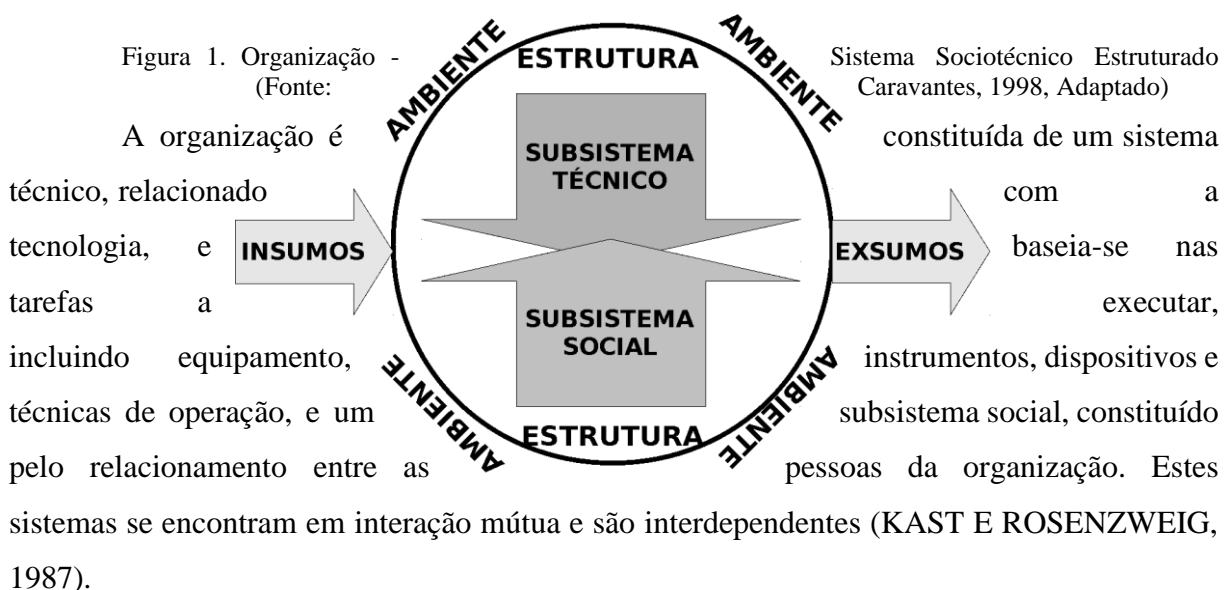 Figura 1. Organização - Sistema Sociotécnico Estruturado
(Fonte: Caravantes, 1998, Adaptado)
AMBIENTE
AMBIENTE
ESTRUTURA
SUBSISTEMA
TÉCNICO
INSUMOS
EXSUMOS
SUBSISTEMA
SOCIAL
ESTRUTURA
AMBIENTE
AMBIENTE
A organização é constituída de um sistema
técnico, relacionado com a
tecnologia, e baseia-se nas
tarefas a executar,
incluindo equipamento, instrumentos, dispositivos e
técnicas de operação, e um subsistema social, constituído
pelo relacionamento entre as pessoas da organização. Estes
sistemas se encontram em interação mútua e são interdependentes (KAST E ROSENZWEIG,
1987).